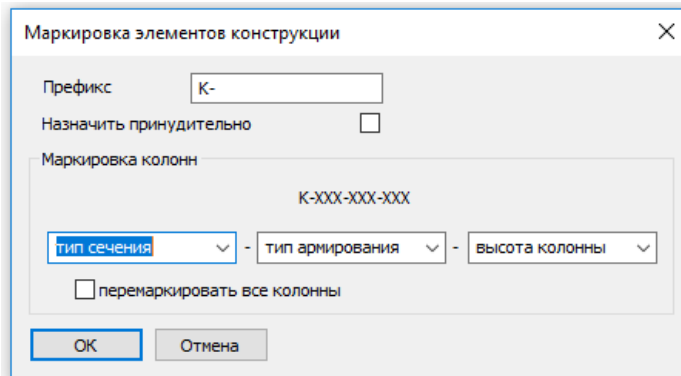 Маркировка элементов конструкции
Префикс К-
Назначить принудительно
Маркировка колонн
К-XXX-XXX-XXX
тип сечения - тип армирования - высота колонны
перемаркировать все колонны
OK Отмена